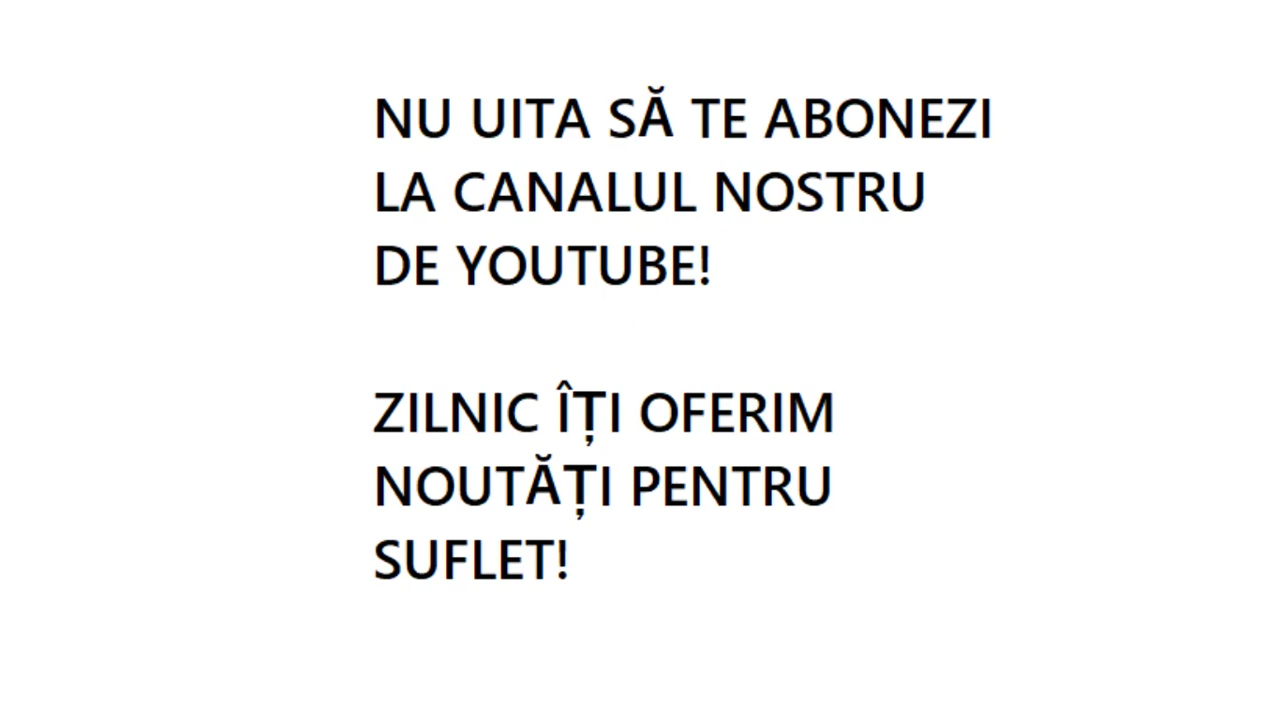 NU UITA SĂ TE ABONEZI
LA CANALUL NOSTRU
DE YOUTUBE!
ZILNIC ÎȚI OFERIM
NOUTĂȚI PENTRU
SUFLET!